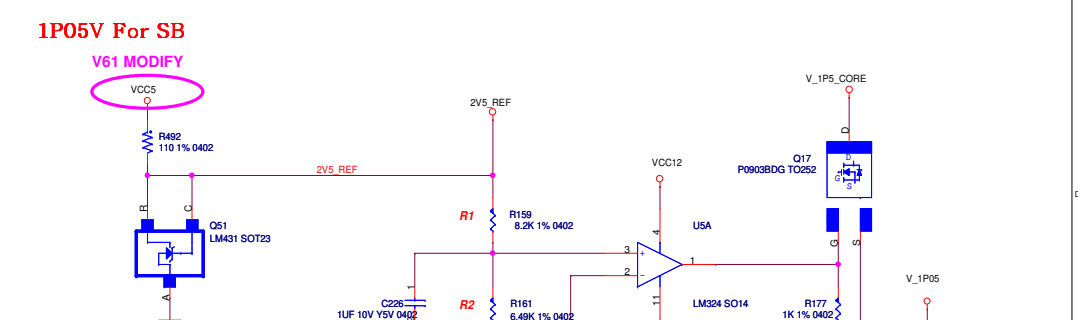 1P05V For SB
V61 MODIFY
VCC5
2V5_REF
V_1P5_CORE
R492
110 1% 0402
D
Q17
P0903BDG TO252
D
G
S
VCC12
2V5_REF
R
C
Q51
LM431 SOT23
R1
R159
8.2K 1% 0402
U5A
4
3
+
1
2
-
G
S
A
V_1P05
1
C226
1UF 10V Y5V 0402
R2
R161
6.49K 1% 0402
11
LM324 SO14
R177
1K 1% 0402